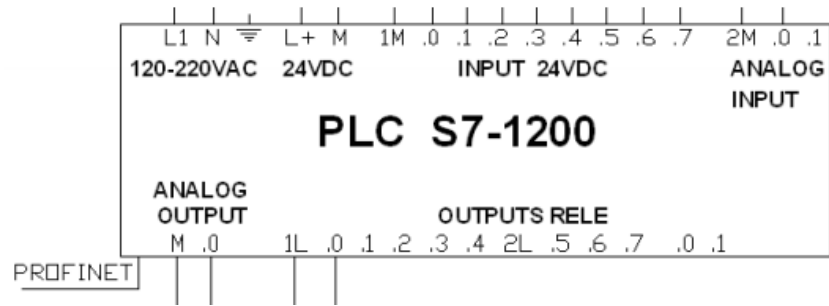 L1 N L+ M 1M .0 .1 .2 .3 .4 .5 .6 .7 2M .0 .1
120-220VAC 24VDC INPUT 24VDC ANALOG
INPUT
PLC S7-1200
ANALOG
OUTPUT OUTPUTS RELE
M .0 1L .0 .1 .2 .3 .4 2L .5 .6 .7 .0 .1
PROFINET